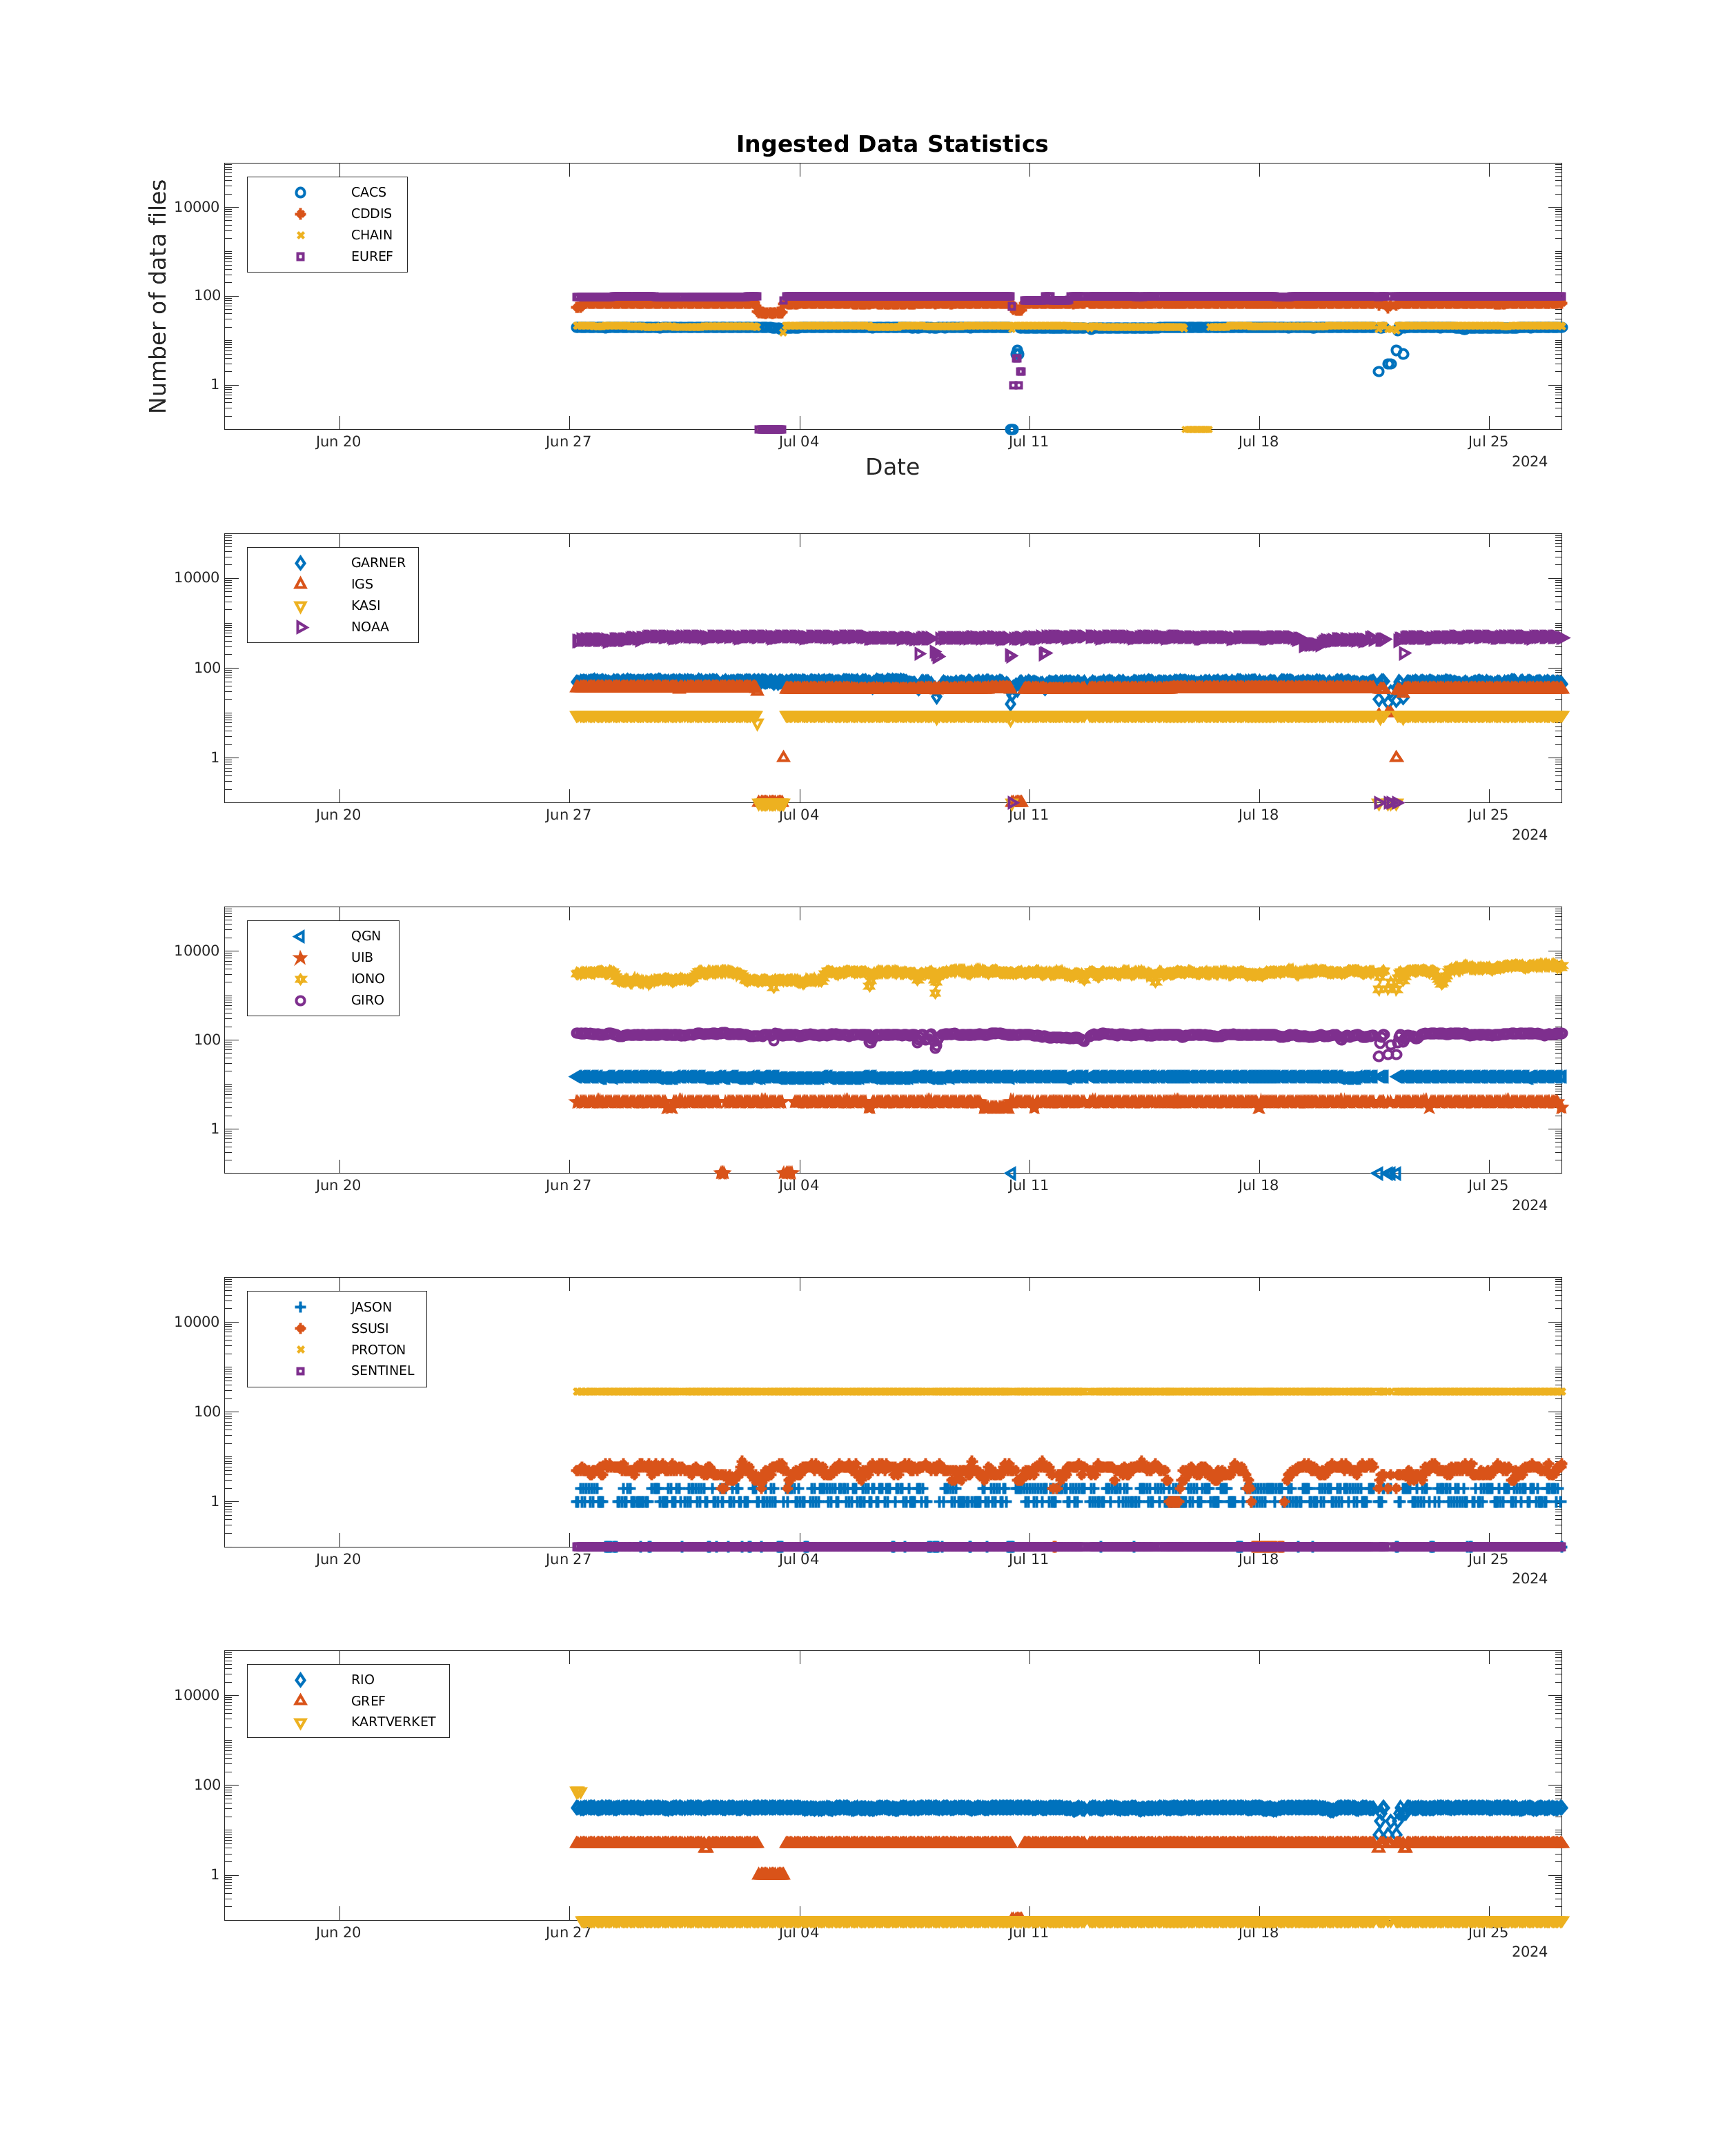 Ingested Data Statistics
Number of data files
10000
100
1
CACS
CDDIS
CHAIN
EUREF
Jun 20 Jun 27 Jul 04 Jul 11 Jul 18 Jul 25
2024
Date
10000
100
1
GARNER
IGS
KASI
NOAA
Jun 20 Jun 27 Jul 04 Jul 11 Jul 18 Jul 25
2024
10000
100
1
QGN
UIB
IONO
GIRO
Jun 20 Jun 27 Jul 04 Jul 11 Jul 18 Jul 25
2024
10000
100
1
JASON
SSUSI
PROTON
SENTINEL
Jun 20 Jun 27 Jul 04 Jul 11 Jul 18 Jul 25
2024
10000
100
1
RIO
GREF
KARTVERKET
Jun 20 Jun 27 Jul 04 Jul 11 Jul 18 Jul 25
2024